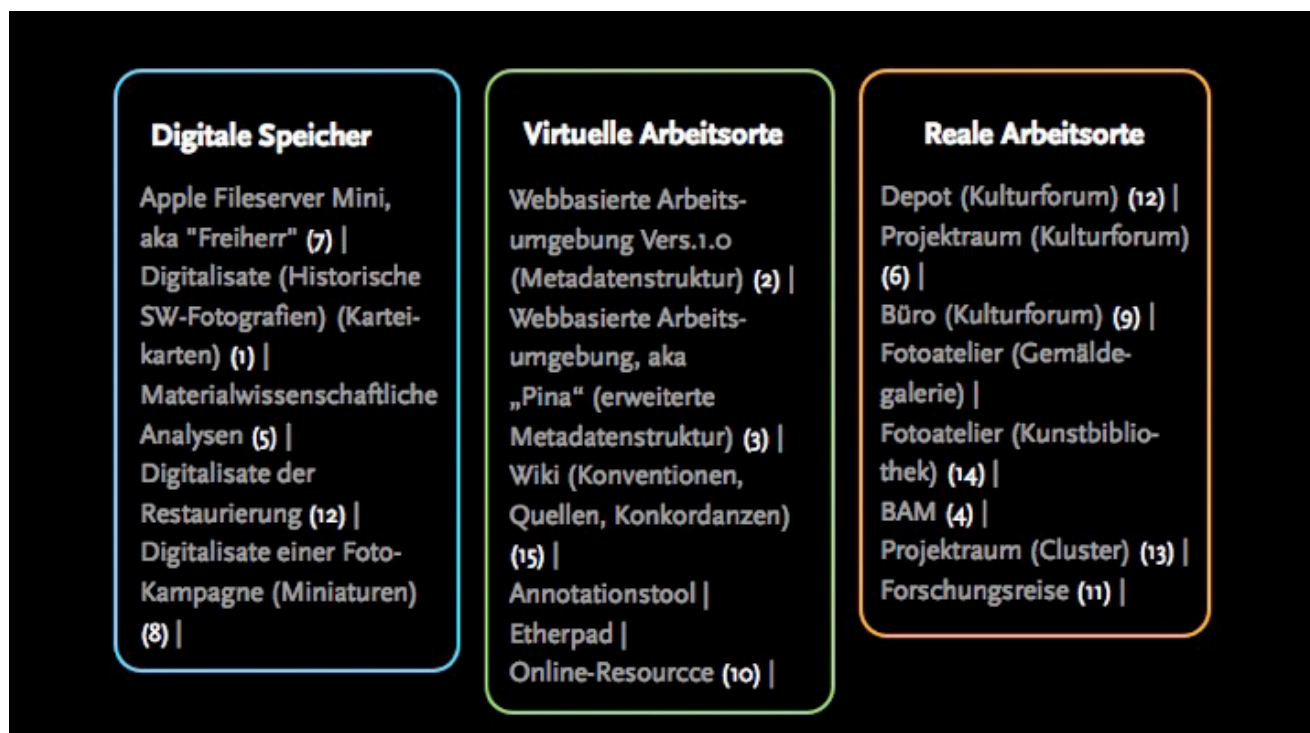 Digitale Speicher
Apple Fileserver Mini,
aka "Freiherr" (7) |
Digitalisate (Historische
SW-Fotografien) (Kartei-
karten) (1) |
Materialwissenschaftliche
Analysen (5) |
Digitalisate der
Restaurierung (12) |
Digitalisate einer Foto-
Kampagne (Miniaturen)
(8) |
Virtuelle Arbeitsorte
Webbasierte Arbeits-
umgebung Vers.1.0
(Metadatenstruktur) (2) |
Webbasierte Arbeits-
umgebung, aka
„Pina“ (erweiterte
Metadatenstruktur) (3) |
Wiki (Konventionen,
Quellen, Konkordanzen)
(15) |
Annotationstool |
Etherpad |
Online-Resourcce (10) |
Reale Arbeitsorte
Depot (Kulturforum) (12) |
Projektraum (Kulturforum)
(6) |
Büro (Kulturforum) (9) |
Fotoatelier (Gemälde-
galerie) |
Fotoatelier (Kunstbiblio-
thek) (14) |
BAM (4) |
Projektraum (Cluster) (13) |
Forschungsreise (11) |